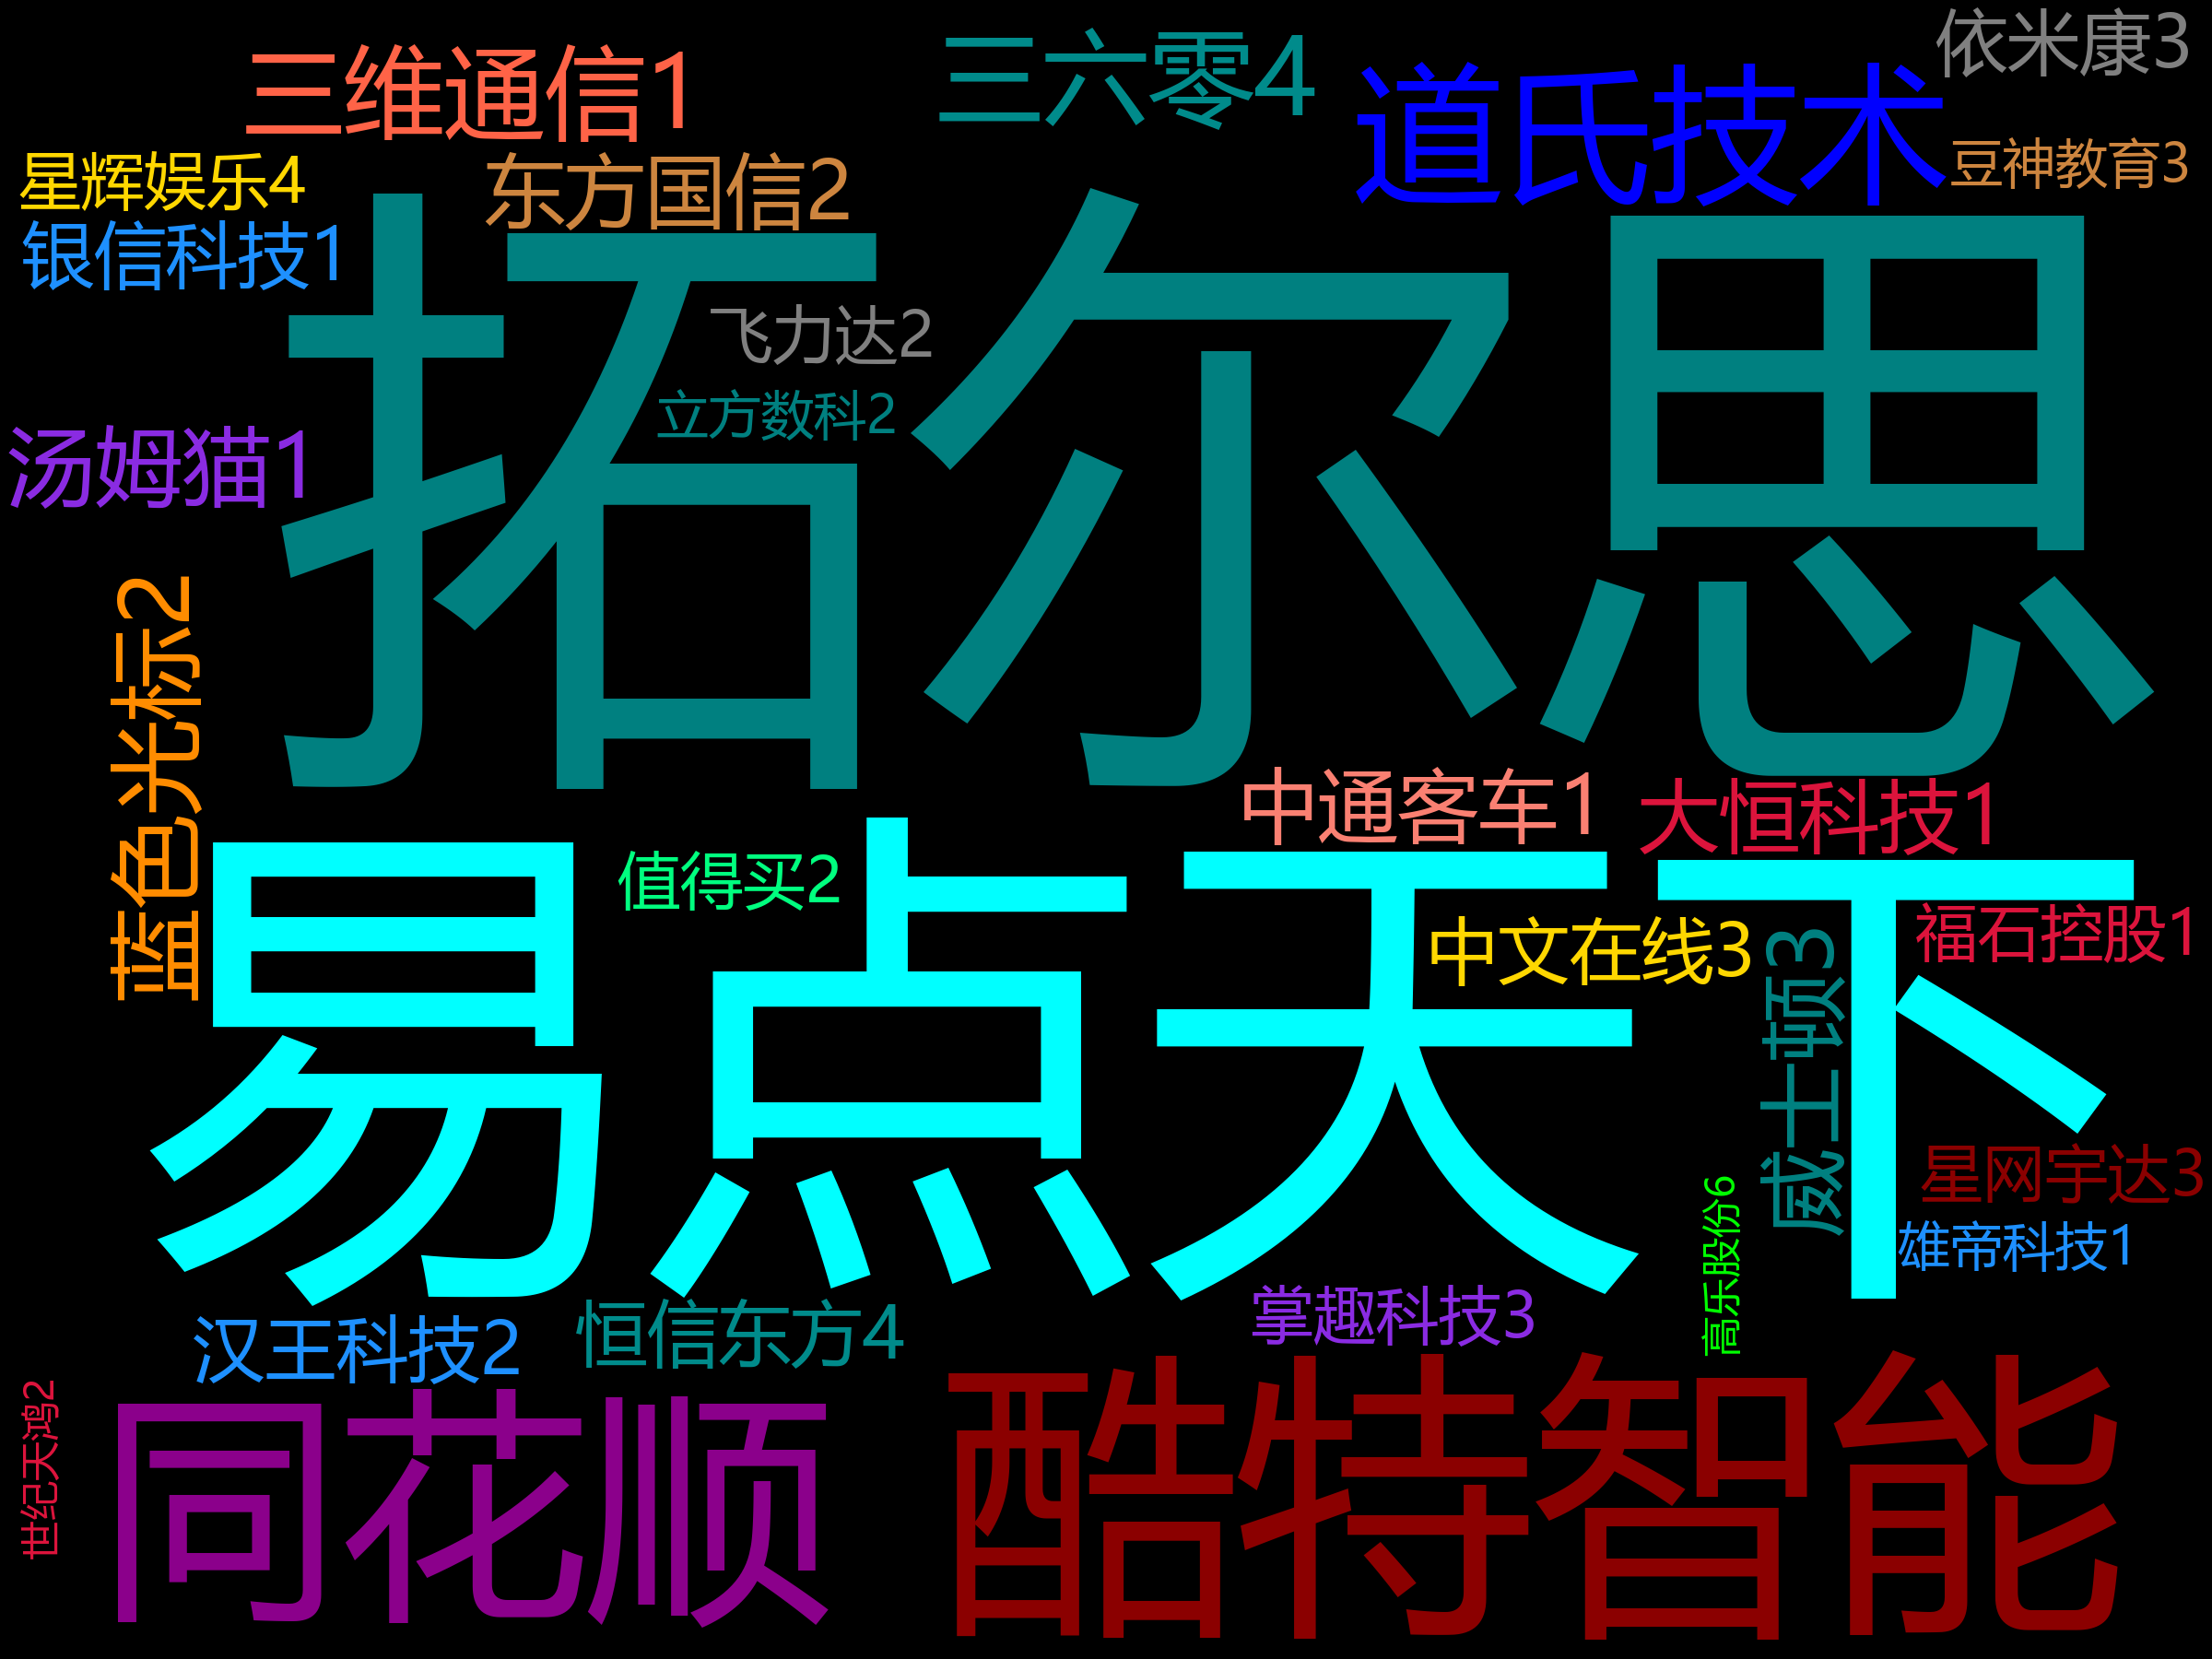 三维通信1
三六零4
依米康3
道氏技术
星辉娱乐4
东方国信2
豆神教育3
银信科技1
拓尔思
飞力达2
立方数科2
汤姆猫1
蓝色光标2
中通客车1
大恒科技1
易点天下
值得买2
中文在线3
福石控股1
威士顿3
星网宇达3
高乐股份6
雄帝科技1
汉王科技2
恒信东方4
掌趣科技3
世纪天鸿2
同花顺
酷特智能